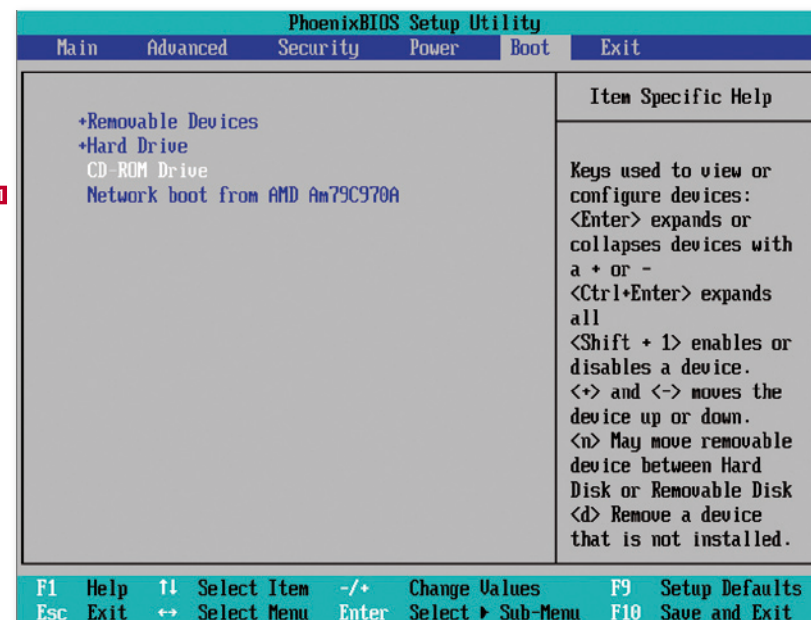 PhoenixBIOS Setup Utility
Main Advanced Security Power Boot Exit
+Removable Devices
+Hard Drive
CD-ROM Drive
Network boot from AMD Am79C970A
Item Specific Help
Keys used to view or
configure devices:
<Enter> expands or
collapses devices with
a + or -
<Ctrl+Enter> expands
all
<Shift + 1> enables or
disables a device.
<+> and <-> moves the
device up or down.
<n> May move removable
device between Hard
Disk or Removable Disk
<d> Remove a device
that is not installed.
F1 Help ↑↓ Select Item -/+ Change Values F9 Setup Defaults
Esc Exit ↔ Select Menu Enter Select ▶ Sub-Menu F10 Save and Exit